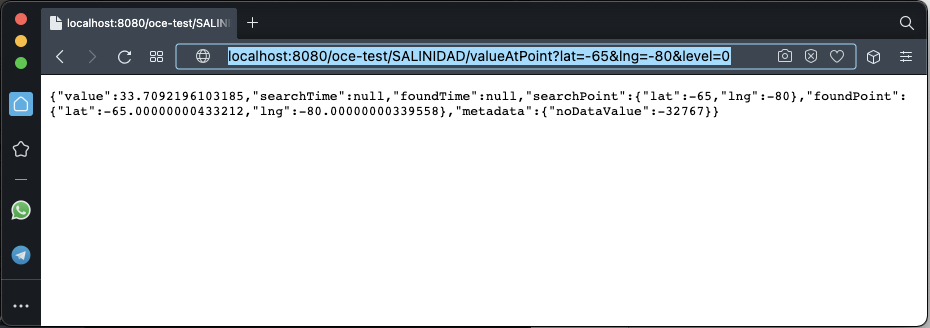 localhost:8080/oce-test/SALINI
localhost:8080/oce-test/SALINIDAD/valueAtPoint?lat=-65&lng=-80&level=0
{"value":33.7092196103185,"searchTime":null,"foundTime":null,"searchPoint":{"lat":-65,"lng":-80},"foundPoint":
{"lat":-65.00000000433212,"lng":-80.00000000339558},"metadata":{"noDataValue":-32767}}